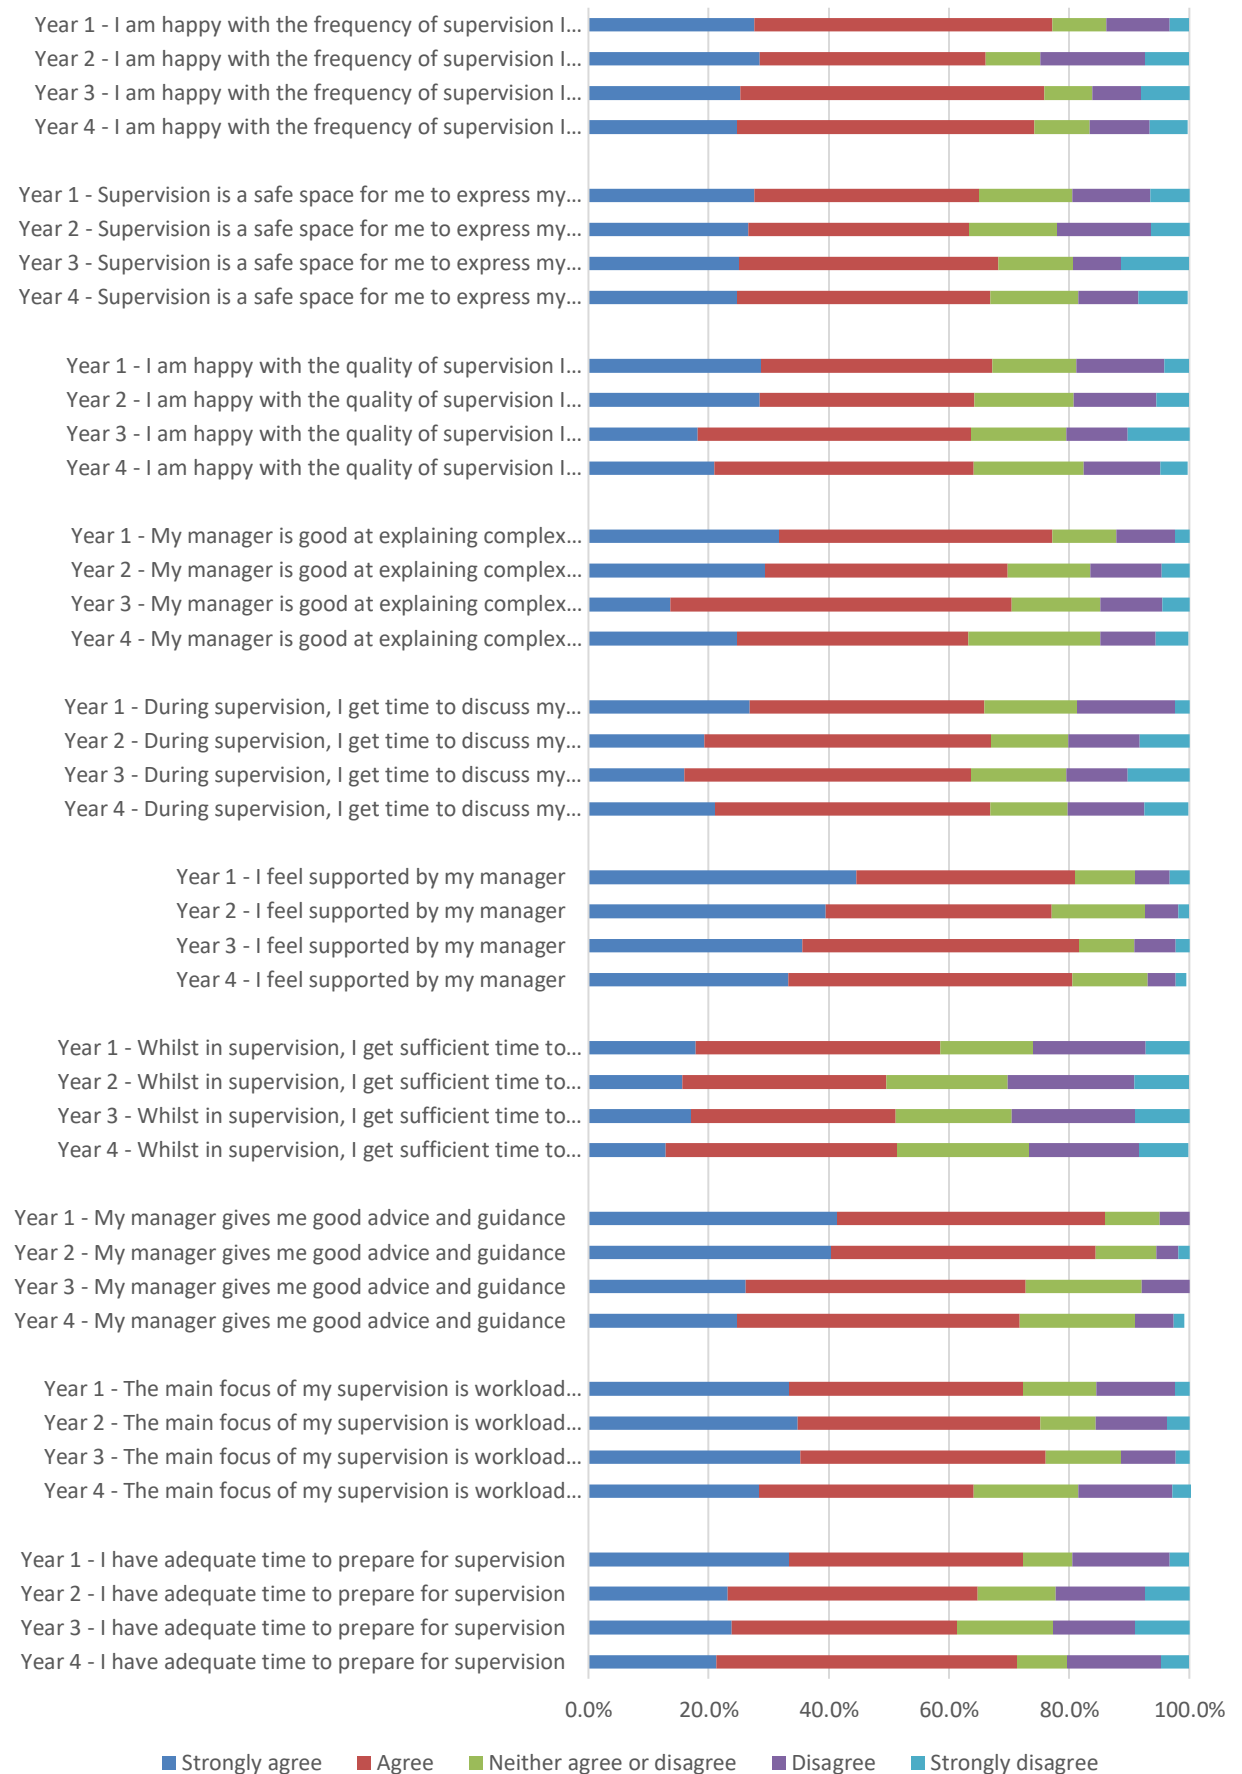 Year 1 - I am happy with the frequency of supervision I...
Year 2 - I am happy with the frequency of supervision I...
Year 3 - I am happy with the frequency of supervision I...
Year 4 - I am happy with the frequency of supervision I...
Year 1 - Supervision is a safe space for me to express my...
Year 2 - Supervision is a safe space for me to express my...
Year 3 - Supervision is a safe space for me to express my...
Year 4 - Supervision is a safe space for me to express my...
Year 1 - I am happy with the quality of supervision I...
Year 2 - I am happy with the quality of supervision I...
Year 3 - I am happy with the quality of supervision I...
Year 4 - I am happy with the quality of supervision I...
Year 1 - My manager is good at explaining complex...
Year 2 - My manager is good at explaining complex...
Year 3 - My manager is good at explaining complex...
Year 4 - My manager is good at explaining complex...
Year 1 - During supervision, I get time to discuss my...
Year 2 - During supervision, I get time to discuss my...
Year 3 - During supervision, I get time to discuss my...
Year 4 - During supervision, I get time to discuss my...
Year 1 - I feel supported by my manager
Year 2 - I feel supported by my manager
Year 3 - I feel supported by my manager
Year 4 - I feel supported by my manager
Year 1 - Whilst in supervision, I get sufficient time to...
Year 2 - Whilst in supervision, I get sufficient time to...
Year 3 - Whilst in supervision, I get sufficient time to...
Year 4 - Whilst in supervision, I get sufficient time to...
Year 1 - My manager gives me good advice and guidance
Year 2 - My manager gives me good advice and guidance
Year 3 - My manager gives me good advice and guidance
Year 4 - My manager gives me good advice and guidance
Year 1 - The main focus of my supervision is workload...
Year 2 - The main focus of my supervision is workload...
Year 3 - The main focus of my supervision is workload...
Year 4 - The main focus of my supervision is workload...
Year 1 - I have adequate time to prepare for supervision
Year 2 - I have adequate time to prepare for supervision
Year 3 - I have adequate time to prepare for supervision
Year 4 - I have adequate time to prepare for supervision
0.0% 20.0% 40.0% 60.0% 80.0% 100.0%
Strongly agree Agree Neither agree or disagree Disagree Strongly disagree